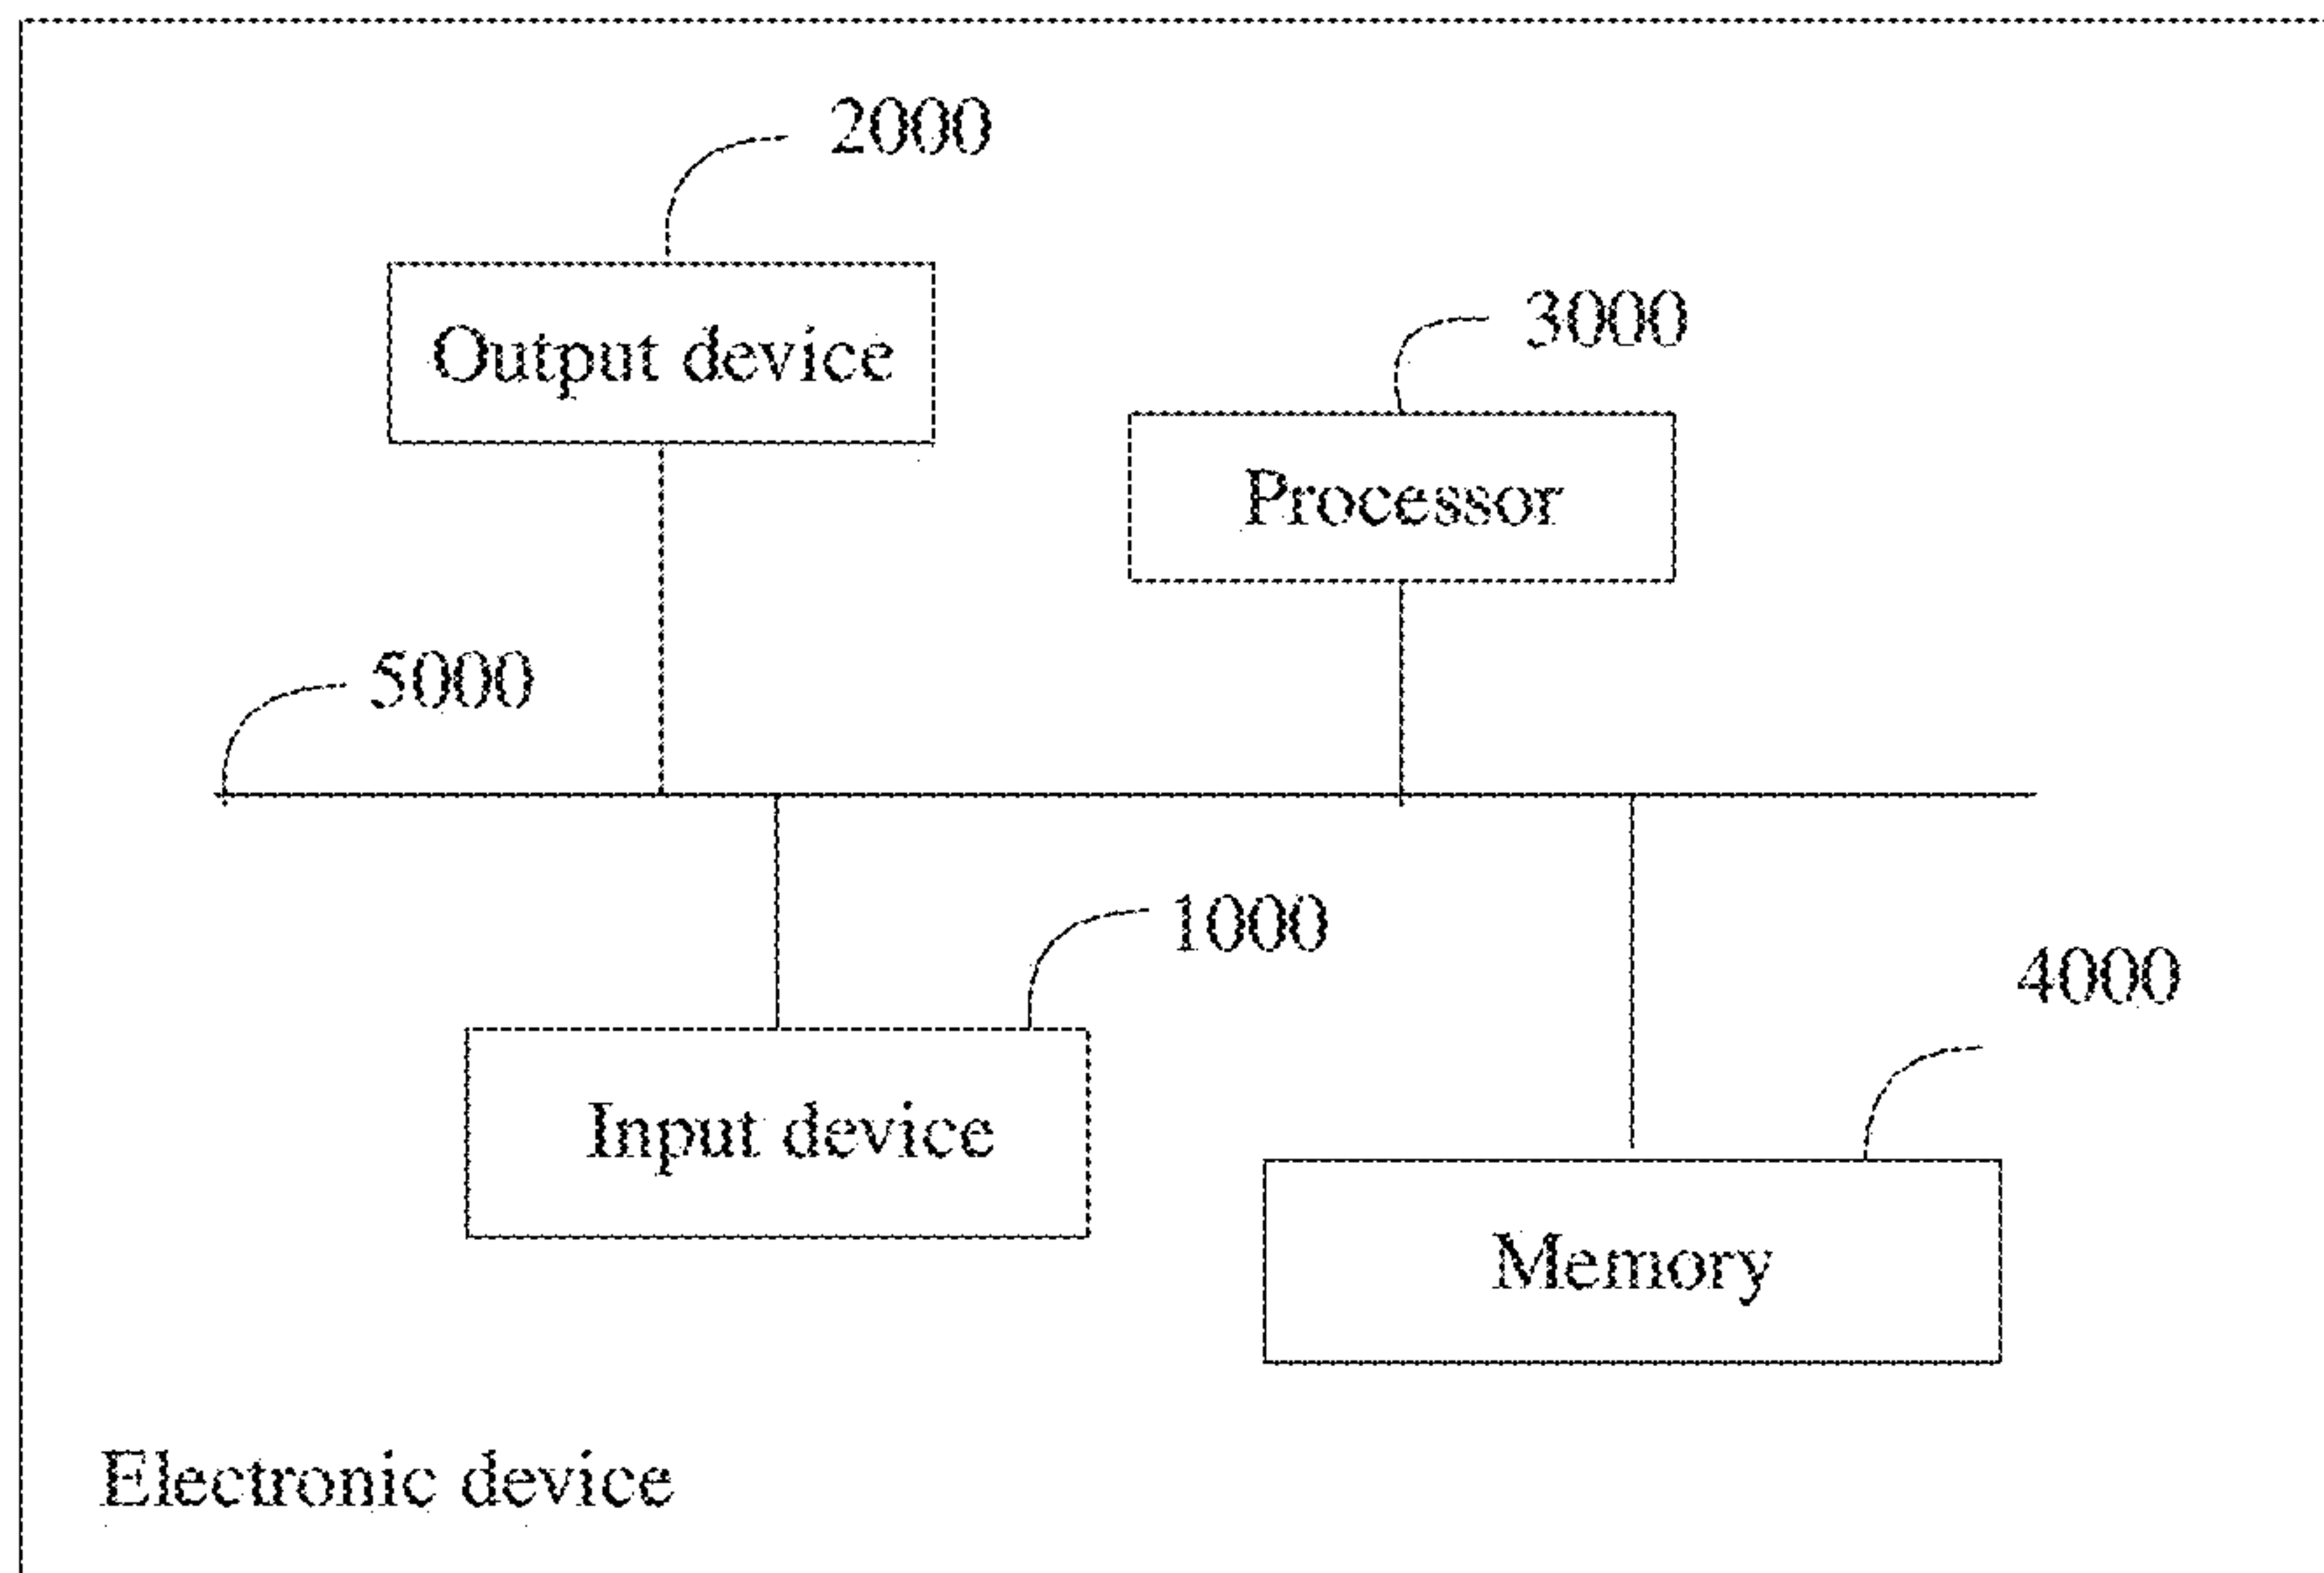 2000
Output device
3000
Processor
5000
1000
Input device
4000
Memory
Electronic device